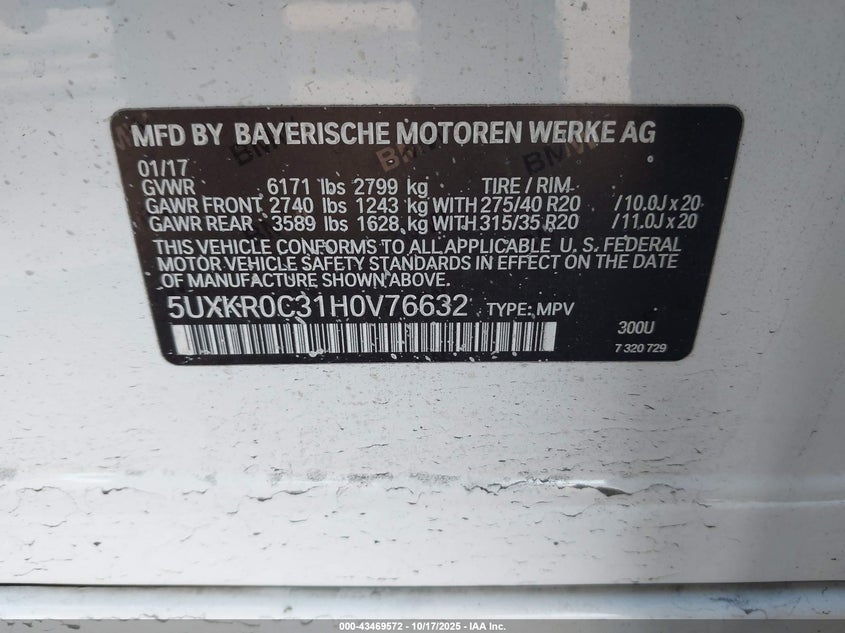 MFD BY BAYERISCHE MOTOREN WERKE AG
01/17
GVWR 6171 lbs 2799 kg TIRE / RIM
GAWR FRONT 2740 lbs 1243 kg WITH 275/40 R20 /10.0J x 20
GAWR REAR 3589 lbs 1628 kg WITH 315/35 R20 /11.0J x 20
THIS VEHICLE CONFORMS TO ALL APPLICABLE U. S. FEDERAL
MOTOR VEHICLE SAFETY STANDARDS IN EFFECT ON THE DATE
OF MANUFACTURE SHOWN ABOVE.
5UXKR0C31H0V76632 TYPE: MPV
300U
7 320 729
000-43469572 | 10/17/2025 - IAA Inc.